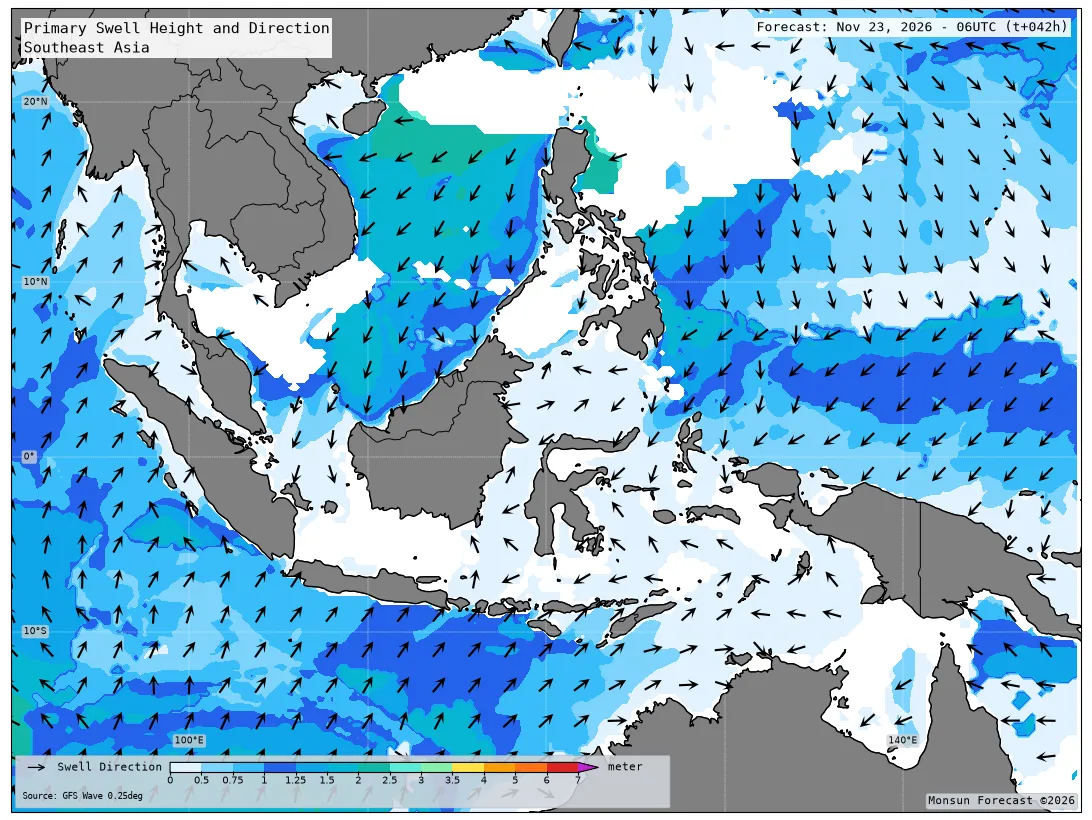 Primary Swell Height and Direction
Southeast Asia
Forecast: Nov 23, 2026 - 06UTC (t+042h)
20°N
10°N
0°
10°S
100°E
140°E
Swell Direction
meter
0 0.5 0.75 1 1.25 1.5 2 2.5 3 3.5 4 5 6 7
Source: GFS Wave 0.25deg
Monsun Forecast ©2026